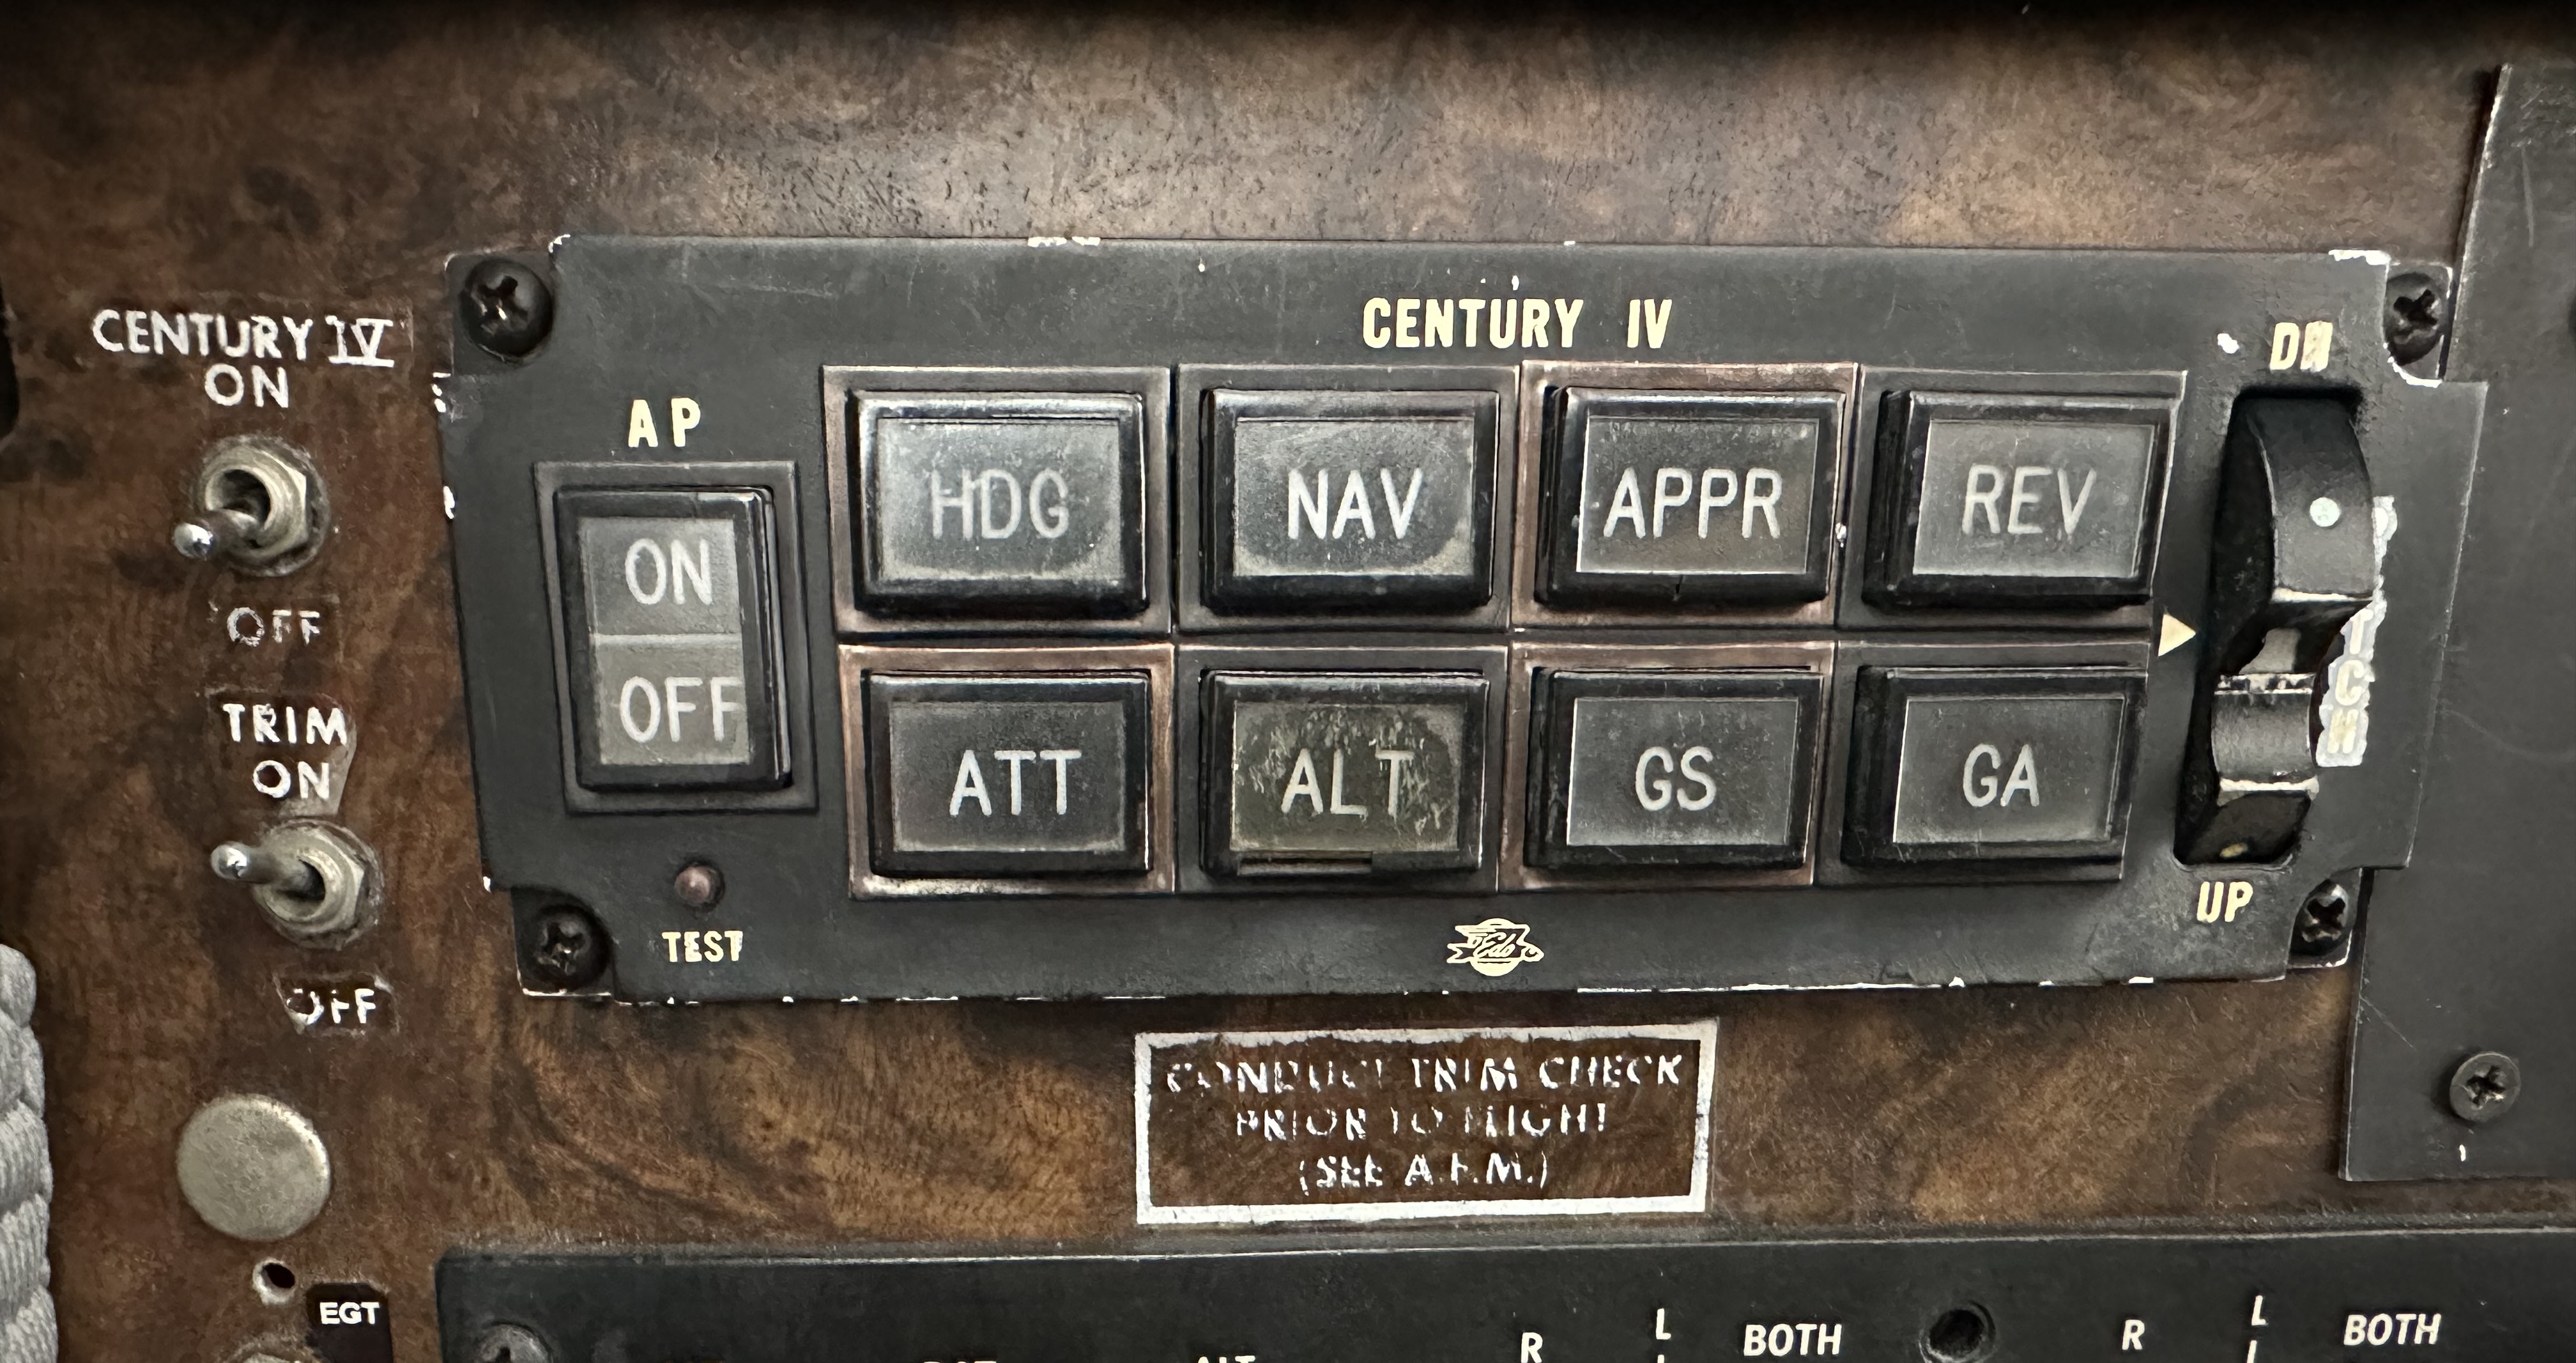 CENTURY IV
ON
OFF
TRIM
ON
OFF
EGT
CENTURY IV
AP
ON
OFF
TEST
HDG NAV APPR REV
ATT ALT GS GA
DN
UP
Edo
CONDUCT TRIM CHECK
PRIOR TO FLIGHT
(SEE A.F.M.)
R L BOTH R L BOTH